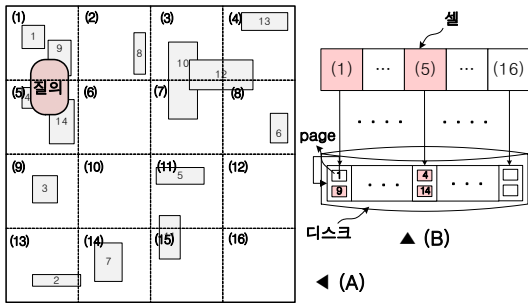 (1) (2) (3) (4) 13
1 9 8 10 12
질의
(5) (6) (7) (8)
4 14 6
(9) (10) (11) (12)
3 5
(13) (14) (15) (16)
2 7
셀
(1) ... (5) ... (16)
. . . . . . . .
page
1 4
9 . . . 14 . . .
디스크
▲ (B)
◀ (A)